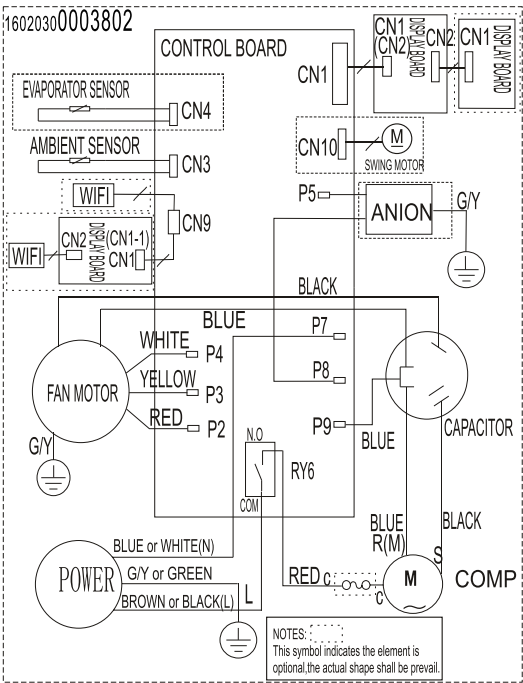 16020300003802
CONTROL BOARD
CN1
CN1
(CN2)
DISPLAY BOARD
CN2
CN1
DISPLAY BOARD
EVAPORATOR SENSOR
CN4
AMBIENT SENSOR
CN3
CN10
M
SWING MOTOR
WIFI
CN9
P5
ANION
G/Y
WIFI
CN2
DISPLAY BOARD
(CN1-1)
CN1
BLACK
BLUE
P7
WHITE
P4
P8
YELLOW
P3
FAN MOTOR
RED
P2
P9
BLUE
CAPACITOR
G/Y
N.O
RY6
COM
BLUE
R(M)
BLACK
S
BLUE or WHITE(N)
POWER
G/Y or GREEN
BROWN or BLACK(L)
L
RED
C
C
M
COMP
NOTES:
This symbol indicates the element is
optional,the actual shape shall be prevail.